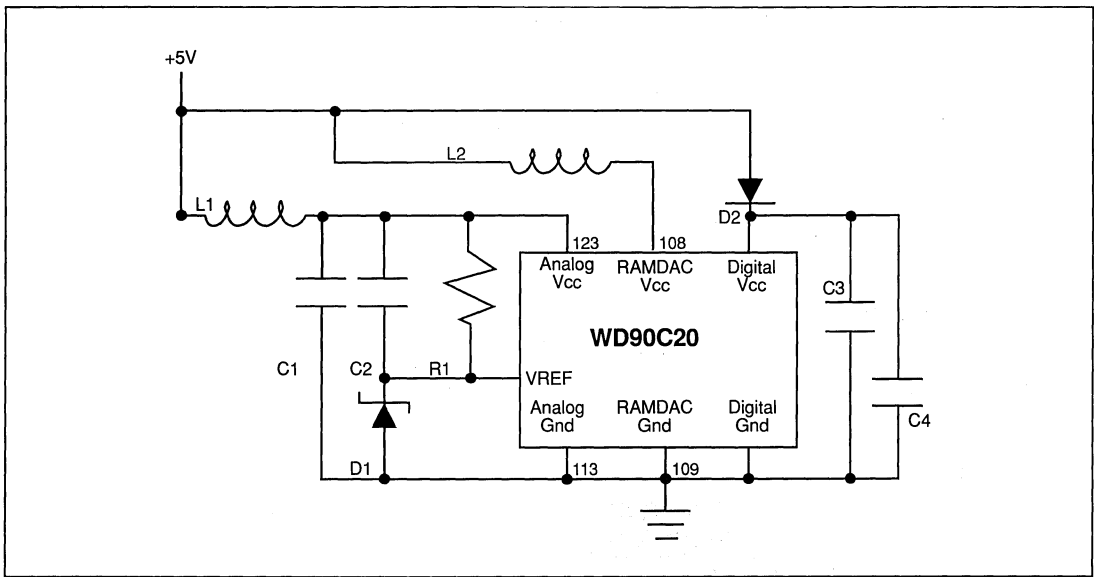 +5V
L2
L1
D2
123
108
Analog
Vcc
RAMDAC
Vcc
Digital
Vcc
C3
WD90C20
C1
C2
R1
VREF
Analog
Gnd
RAMDAC
Gnd
Digital
Gnd
C4
D1
113
109